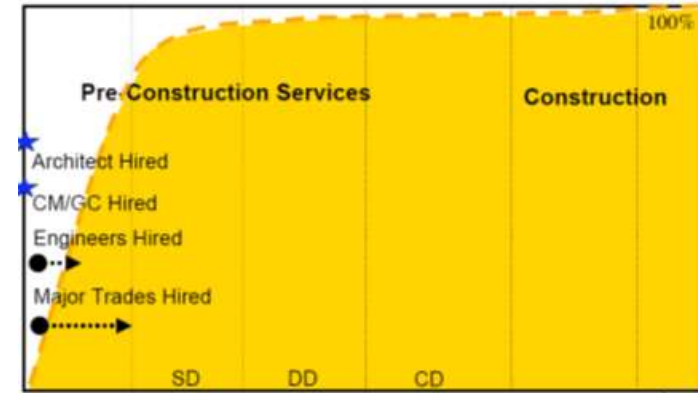 100%
Pre-Construction Services
Construction
Architect Hired
CM/GC Hired
Engineers Hired
Major Trades Hired
SD DD CD